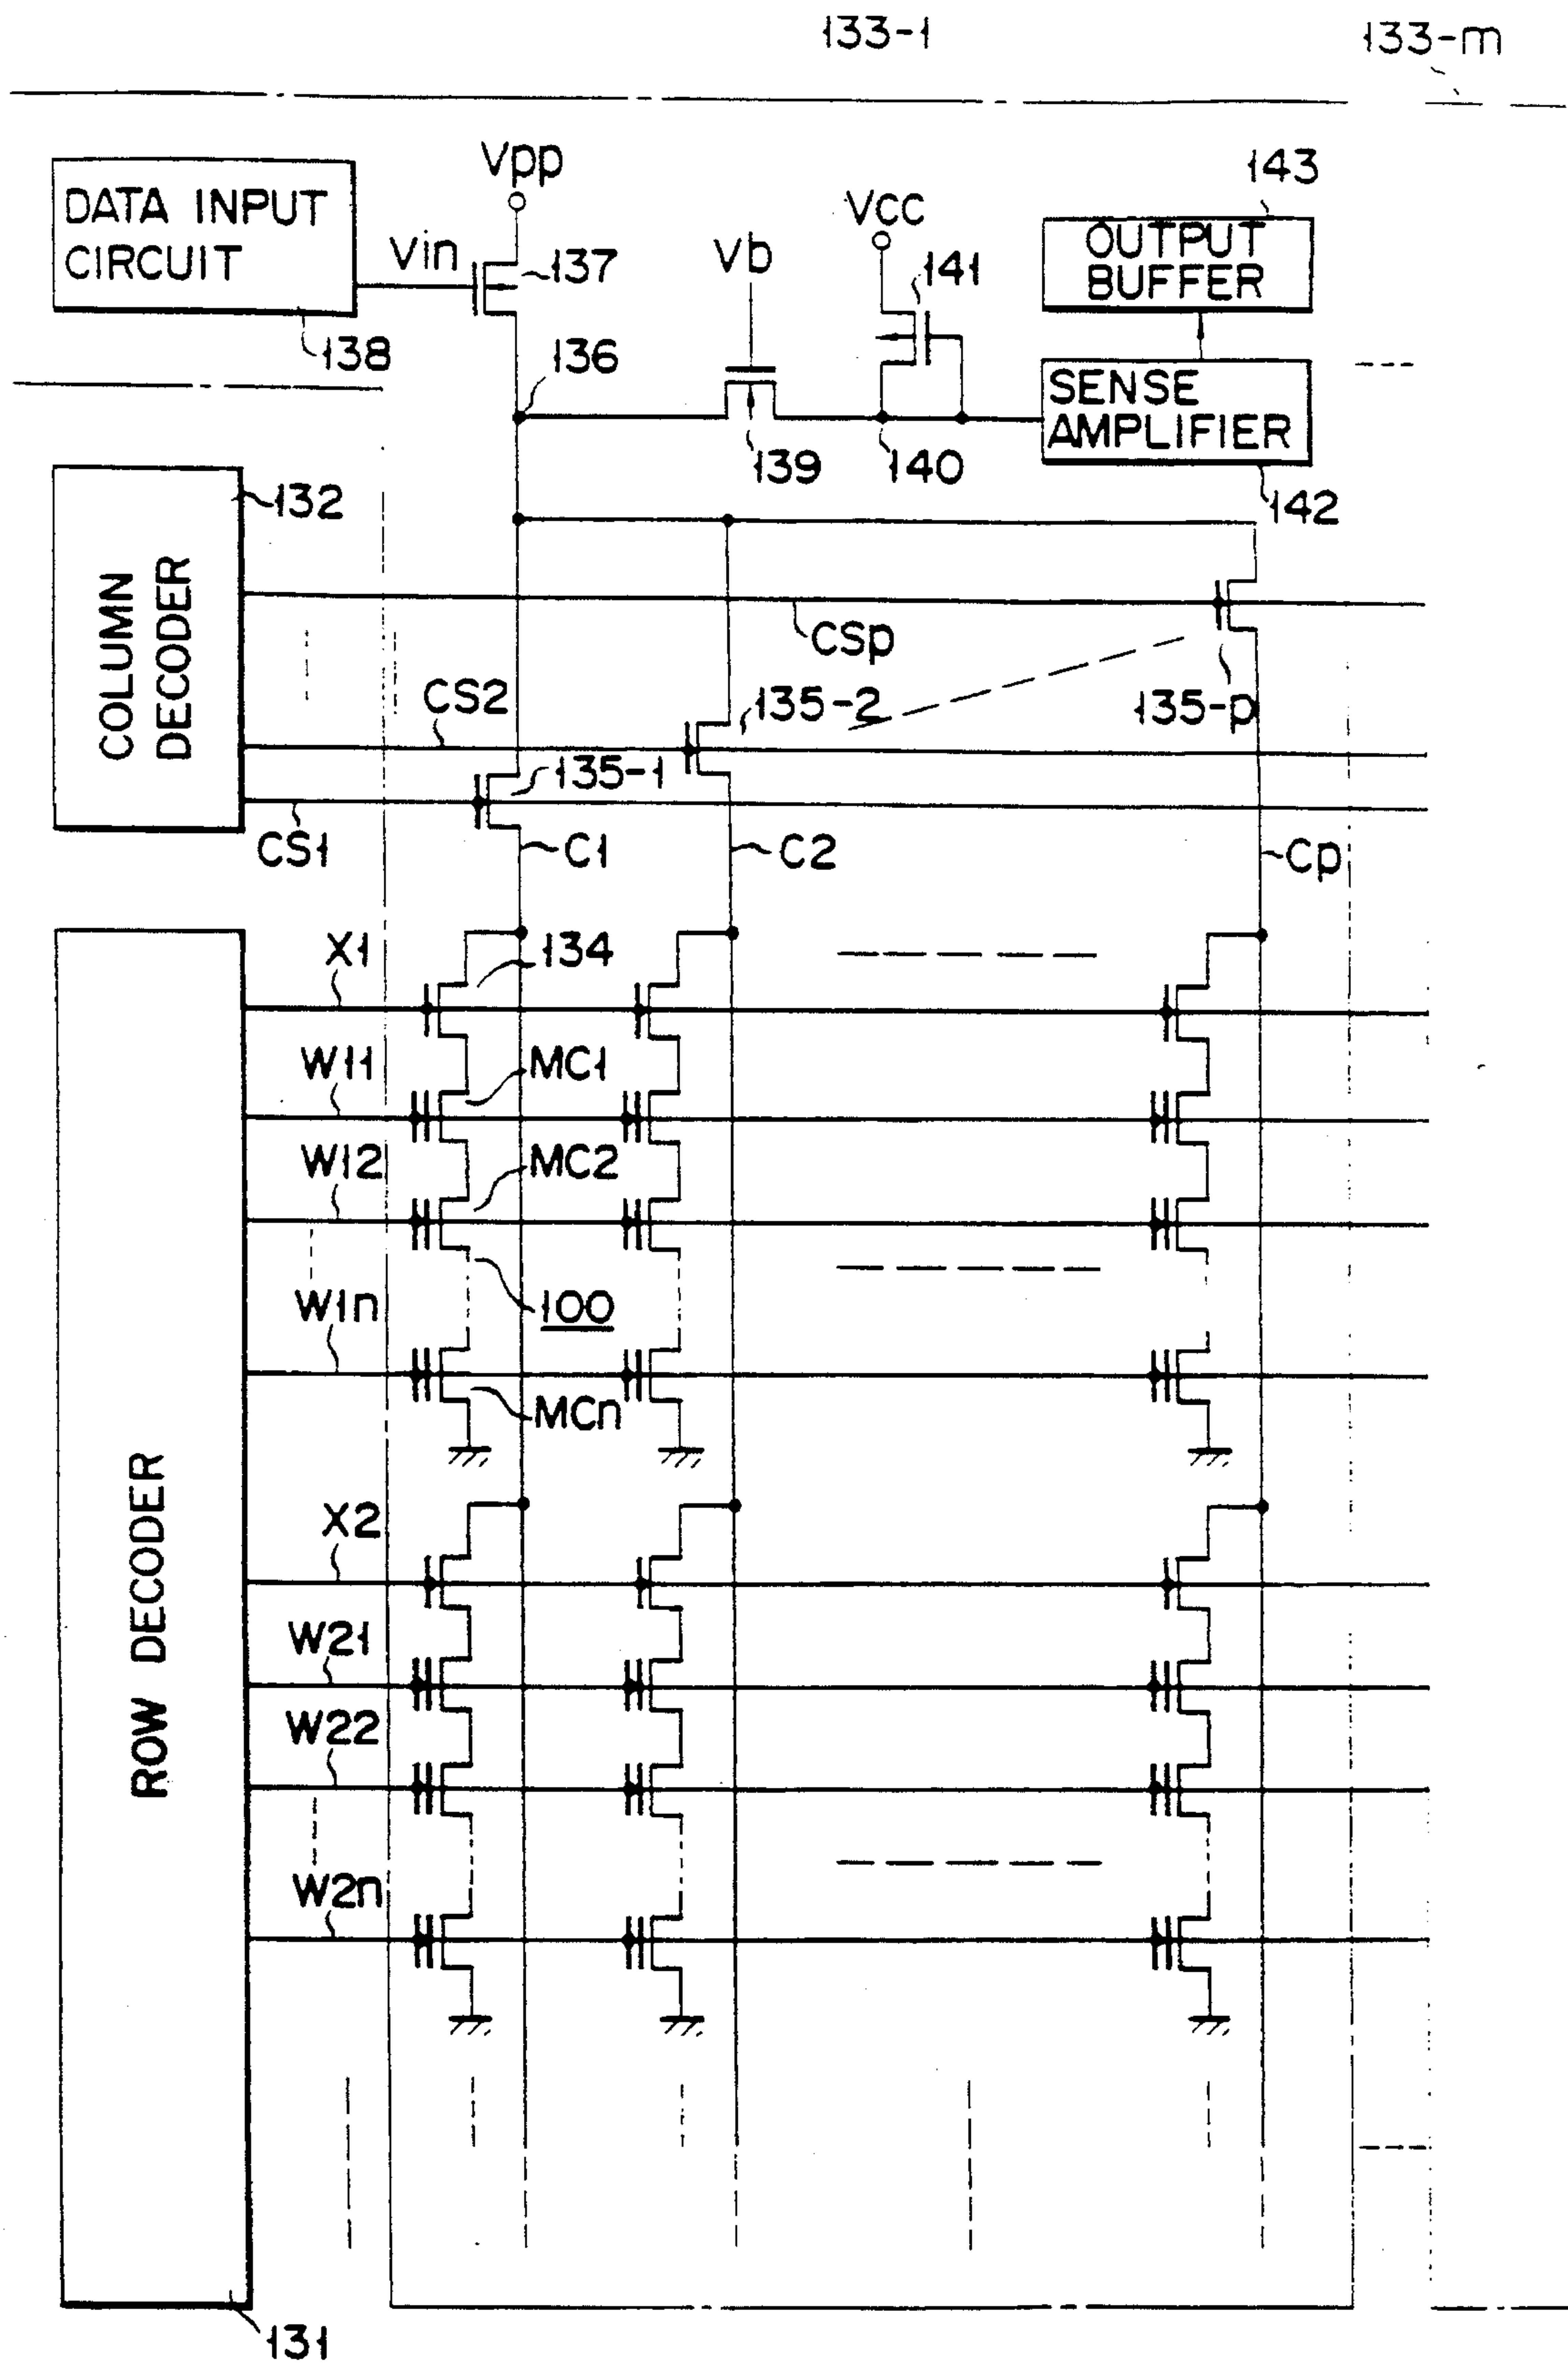 133-1
133-m
DATA INPUT
CIRCUIT
138
Vin
Vpp
137
136
Vb
139
Vcc
141
140
143
OUTPUT
BUFFER
SENSE
AMPLIFIER
142
132
COLUMN
DECODER
CSp
135-p
CS2
135-2
135-1
CS1
C1
C2
Cp
X1
134
W11
MC1
W12
MC2
100
W1n
MCn
ROW DECODER
X2
W21
W22
W2n
131